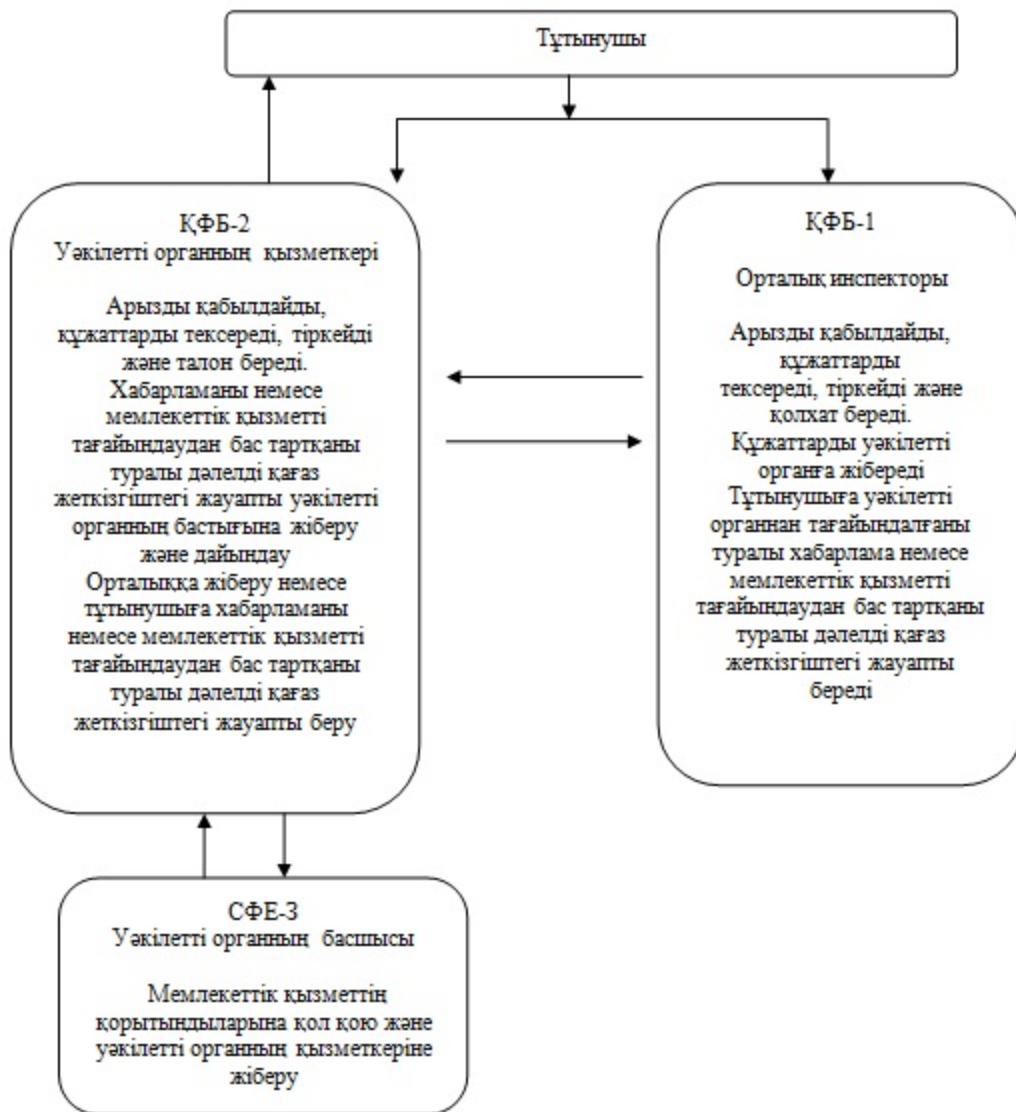 Тұтынушы
ҚФБ-2
Уәкілетті органның қызметкері
Арызды қабылдайды,
құжаттарды тексереді, тіркейді
және талон береді.
Хабарламаны немесе
мемлекеттік қызметті
тағайындаудан бас тартқаны
туралы дәлелді қағаз
жеткізгіштегі жауапты уәкілетті
органның бастығына жіберу
және дайындау
Орталыққа жіберу немесе
тұтынушыға хабарламаны
немесе мемлекеттік қызметті
тағайындаудан бас тартқаны
туралы дәлелді қағаз
жеткізгіштегі жауапты беру
ҚФБ-1
Орталық инспекторы
Арызды қабылдайды,
құжаттарды
тексереді, тіркейді және
қолхат береді.
Құжаттарды уәкілетті
органға жібереді
Тұтынушыға уәкілетті
органнан тағайындалғаны
туралы хабарлама немесе
мемлекеттік қызметті
тағайындаудан бас тартқаны
туралы дәлелді қағаз
жеткізгіштегі жауапты
береді
СФЕ-3
Уәкілетті органның басшысы
Мемлекеттік қызметтің
қорытындыларына қол қою және
уәкілетті органның қызметкеріне
жіберу